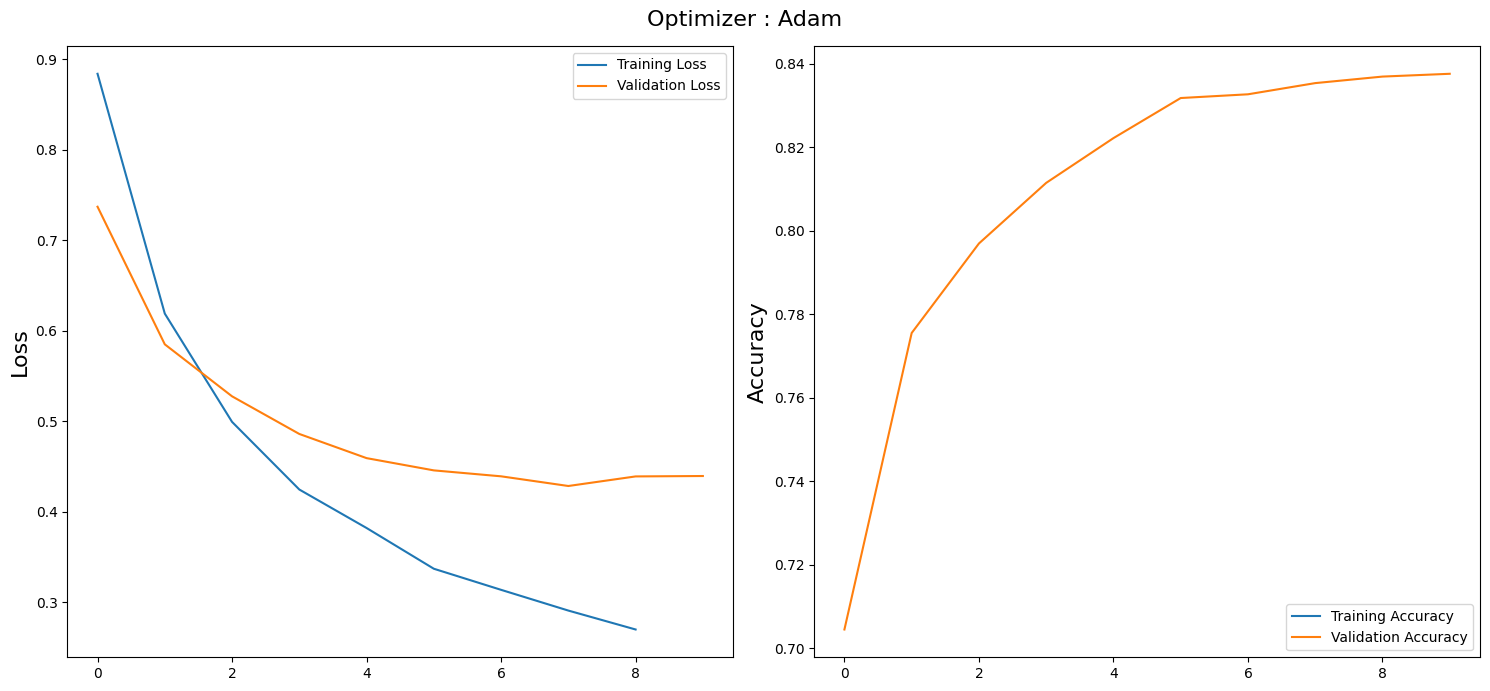 Optimizer : Adam
Loss
0.9
0.8
0.7
0.6
0.5
0.4
0.3
0 2 4 6 8
Training Loss
Validation Loss
Accuracy
0.84
0.82
0.80
0.78
0.76
0.74
0.72
0.70
0 2 4 6 8
Training Accuracy
Validation Accuracy